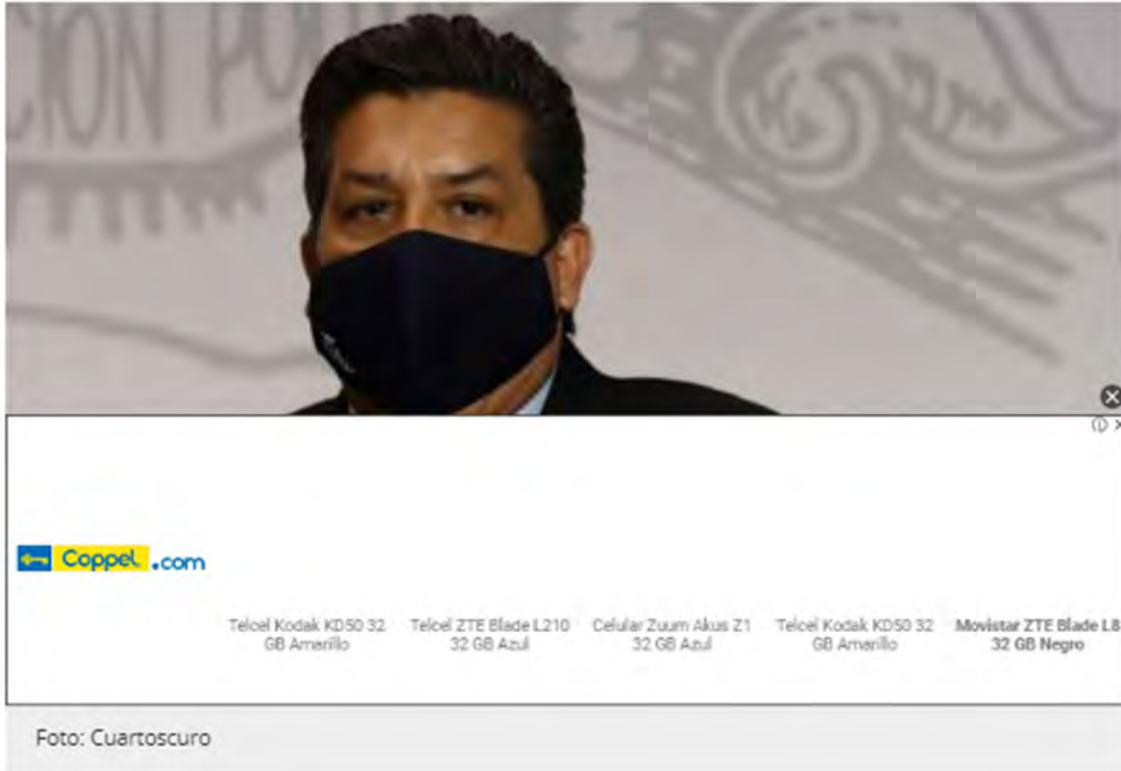 CIÓN PO
Coppel.com
Telcel Kodak KD50 32
GB Amarillo
Telcel ZTE Blade L210
32 GB Azul
Celular Zuum Akus Z1
32 GB Azul
Telcel Kodak KD50 32
GB Amarillo
Movistar ZTE Blade L8
32 GB Negro
Foto: Cuartoscuro